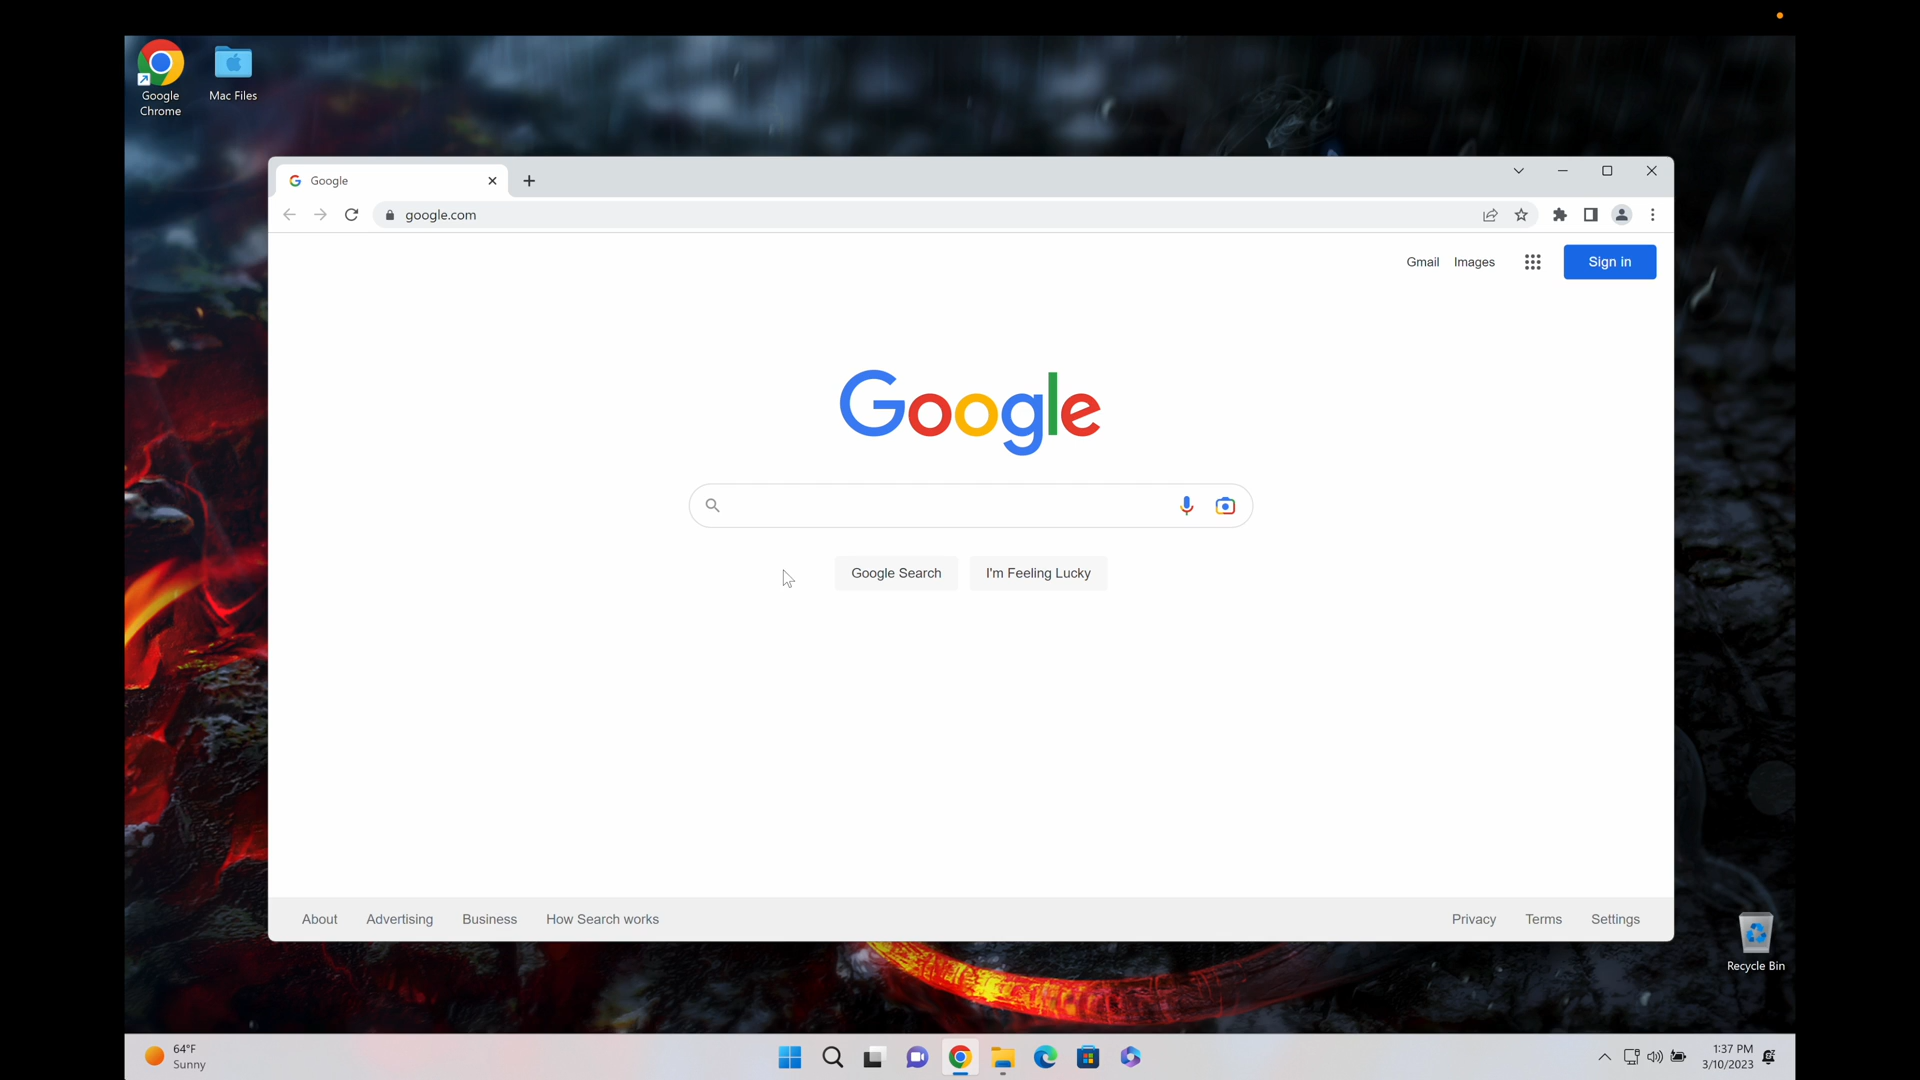 Google
Chrome
Mac Files
Google
google.com
Gmail Images Sign in
Google
Google Search I'm Feeling Lucky
About Advertising Business How Search works Privacy Terms Settings
Recycle Bin
64°F
Sunny
1:37 PM
3/10/2023